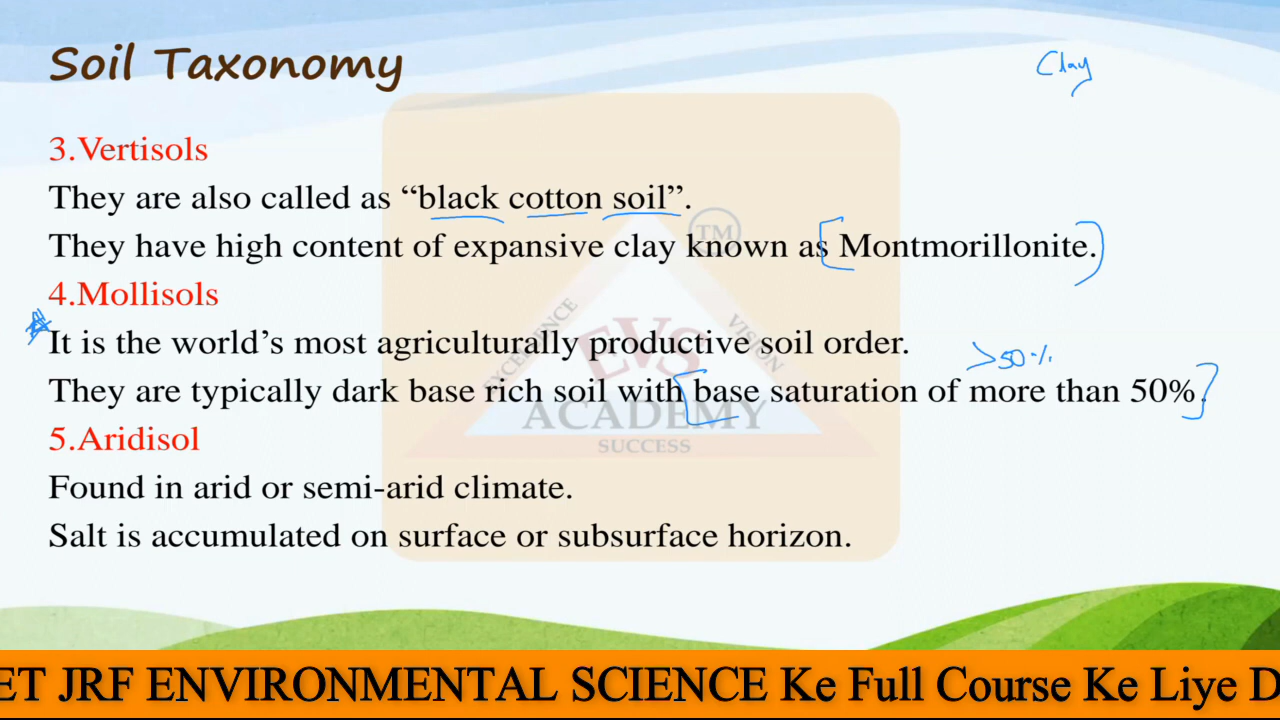 Soil Taxonomy
Clay
3.Vertisols
They are also called as “black cotton soil”.
TM
They have high content of expansive clay known as Montmorillonite.
4.Mollisols
It is the world’s most agriculturally productive soil order.
>50%
They are typically dark base rich soil with base saturation of more than 50%.
EXCELLENCE
EVS
VISION
ACADEMY
5.Aridisol
SUCCESS
Found in arid or semi-arid climate.
Salt is accumulated on surface or subsurface horizon.
ET JRF ENVIRONMENTAL SCIENCE Ke Full Course Ke Liye D